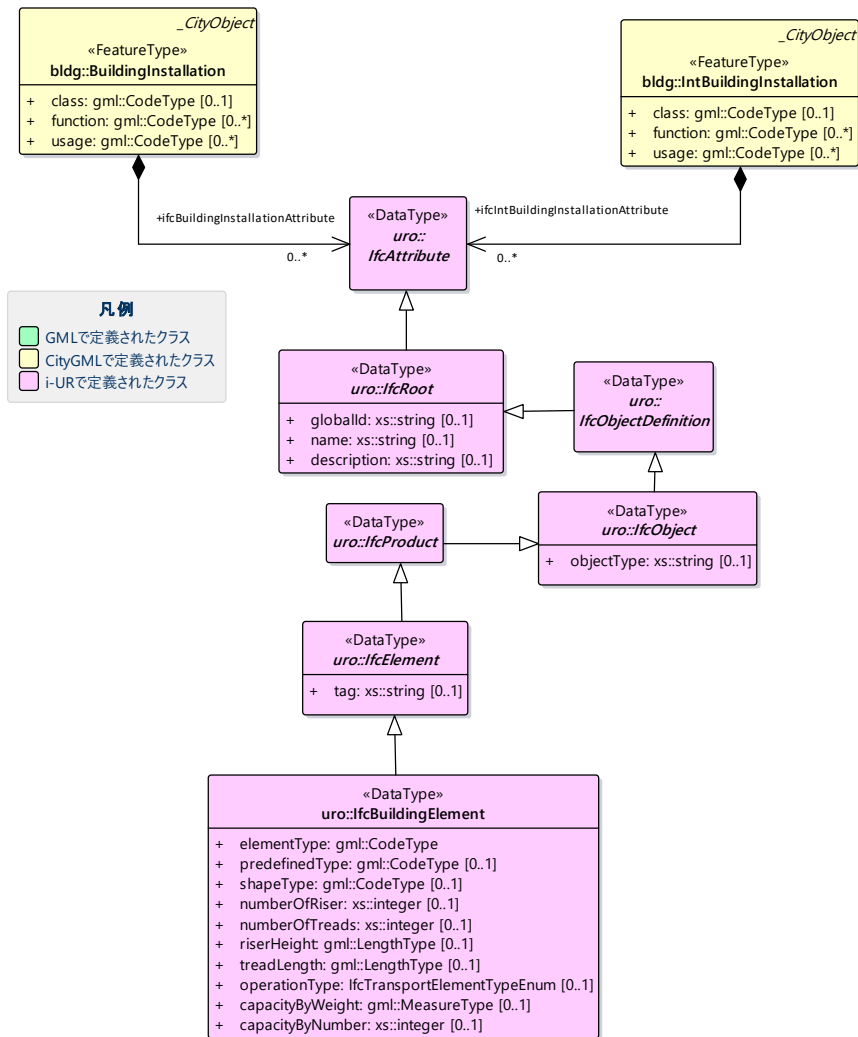 _CityObject
«FeatureType»
bldg::BuildingInstallation
+ class: gml::CodeType [0..1]
+ function: gml::CodeType [0..*]
+ usage: gml::CodeType [0..*]
_CityObject
«FeatureType»
bldg::IntBuildingInstallation
+ class: gml::CodeType [0..1]
+ function: gml::CodeType [0..*]
+ usage: gml::CodeType [0..*]
+ifcBuildingInstallationAttribute
0..*
+ifcIntBuildingInstallationAttribute
0..*
«DataType»
uro::
IfcAttribute
凡例
GMLで定義されたクラス
CityGMLで定義されたクラス
i-URで定義されたクラス
«DataType»
uro::IfcRoot
+ globalId: xs::string [0..1]
+ name: xs::string [0..1]
+ description: xs::string [0..1]
«DataType»
uro::
IfcObjectDefinition
«DataType»
uro::IfcProduct
«DataType»
uro::IfcObject
+ objectType: xs::string [0..1]
«DataType»
uro::IfcElement
+ tag: xs::string [0..1]
«DataType»
uro::IfcBuildingElement
+ elementType: gml::CodeType
+ predefinedType: gml::CodeType [0..1]
+ shapeType: gml::CodeType [0..1]
+ numberOfRiser: xs::integer [0..1]
+ numberOfTreads: xs::integer [0..1]
+ riserHeight: gml::LengthType [0..1]
+ treadLength: gml::LengthType [0..1]
+ operationType: IfcTransportElementTypeEnum [0..1]
+ capacityByWeight: gml::MeasureType [0..1]
+ capacityByNumber: xs::integer [0..1]